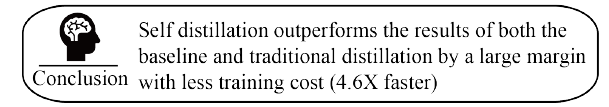 Self distillation outperforms the results of both the
baseline and traditional distillation by a large margin
with less training cost (4.6X faster)
Conclusion